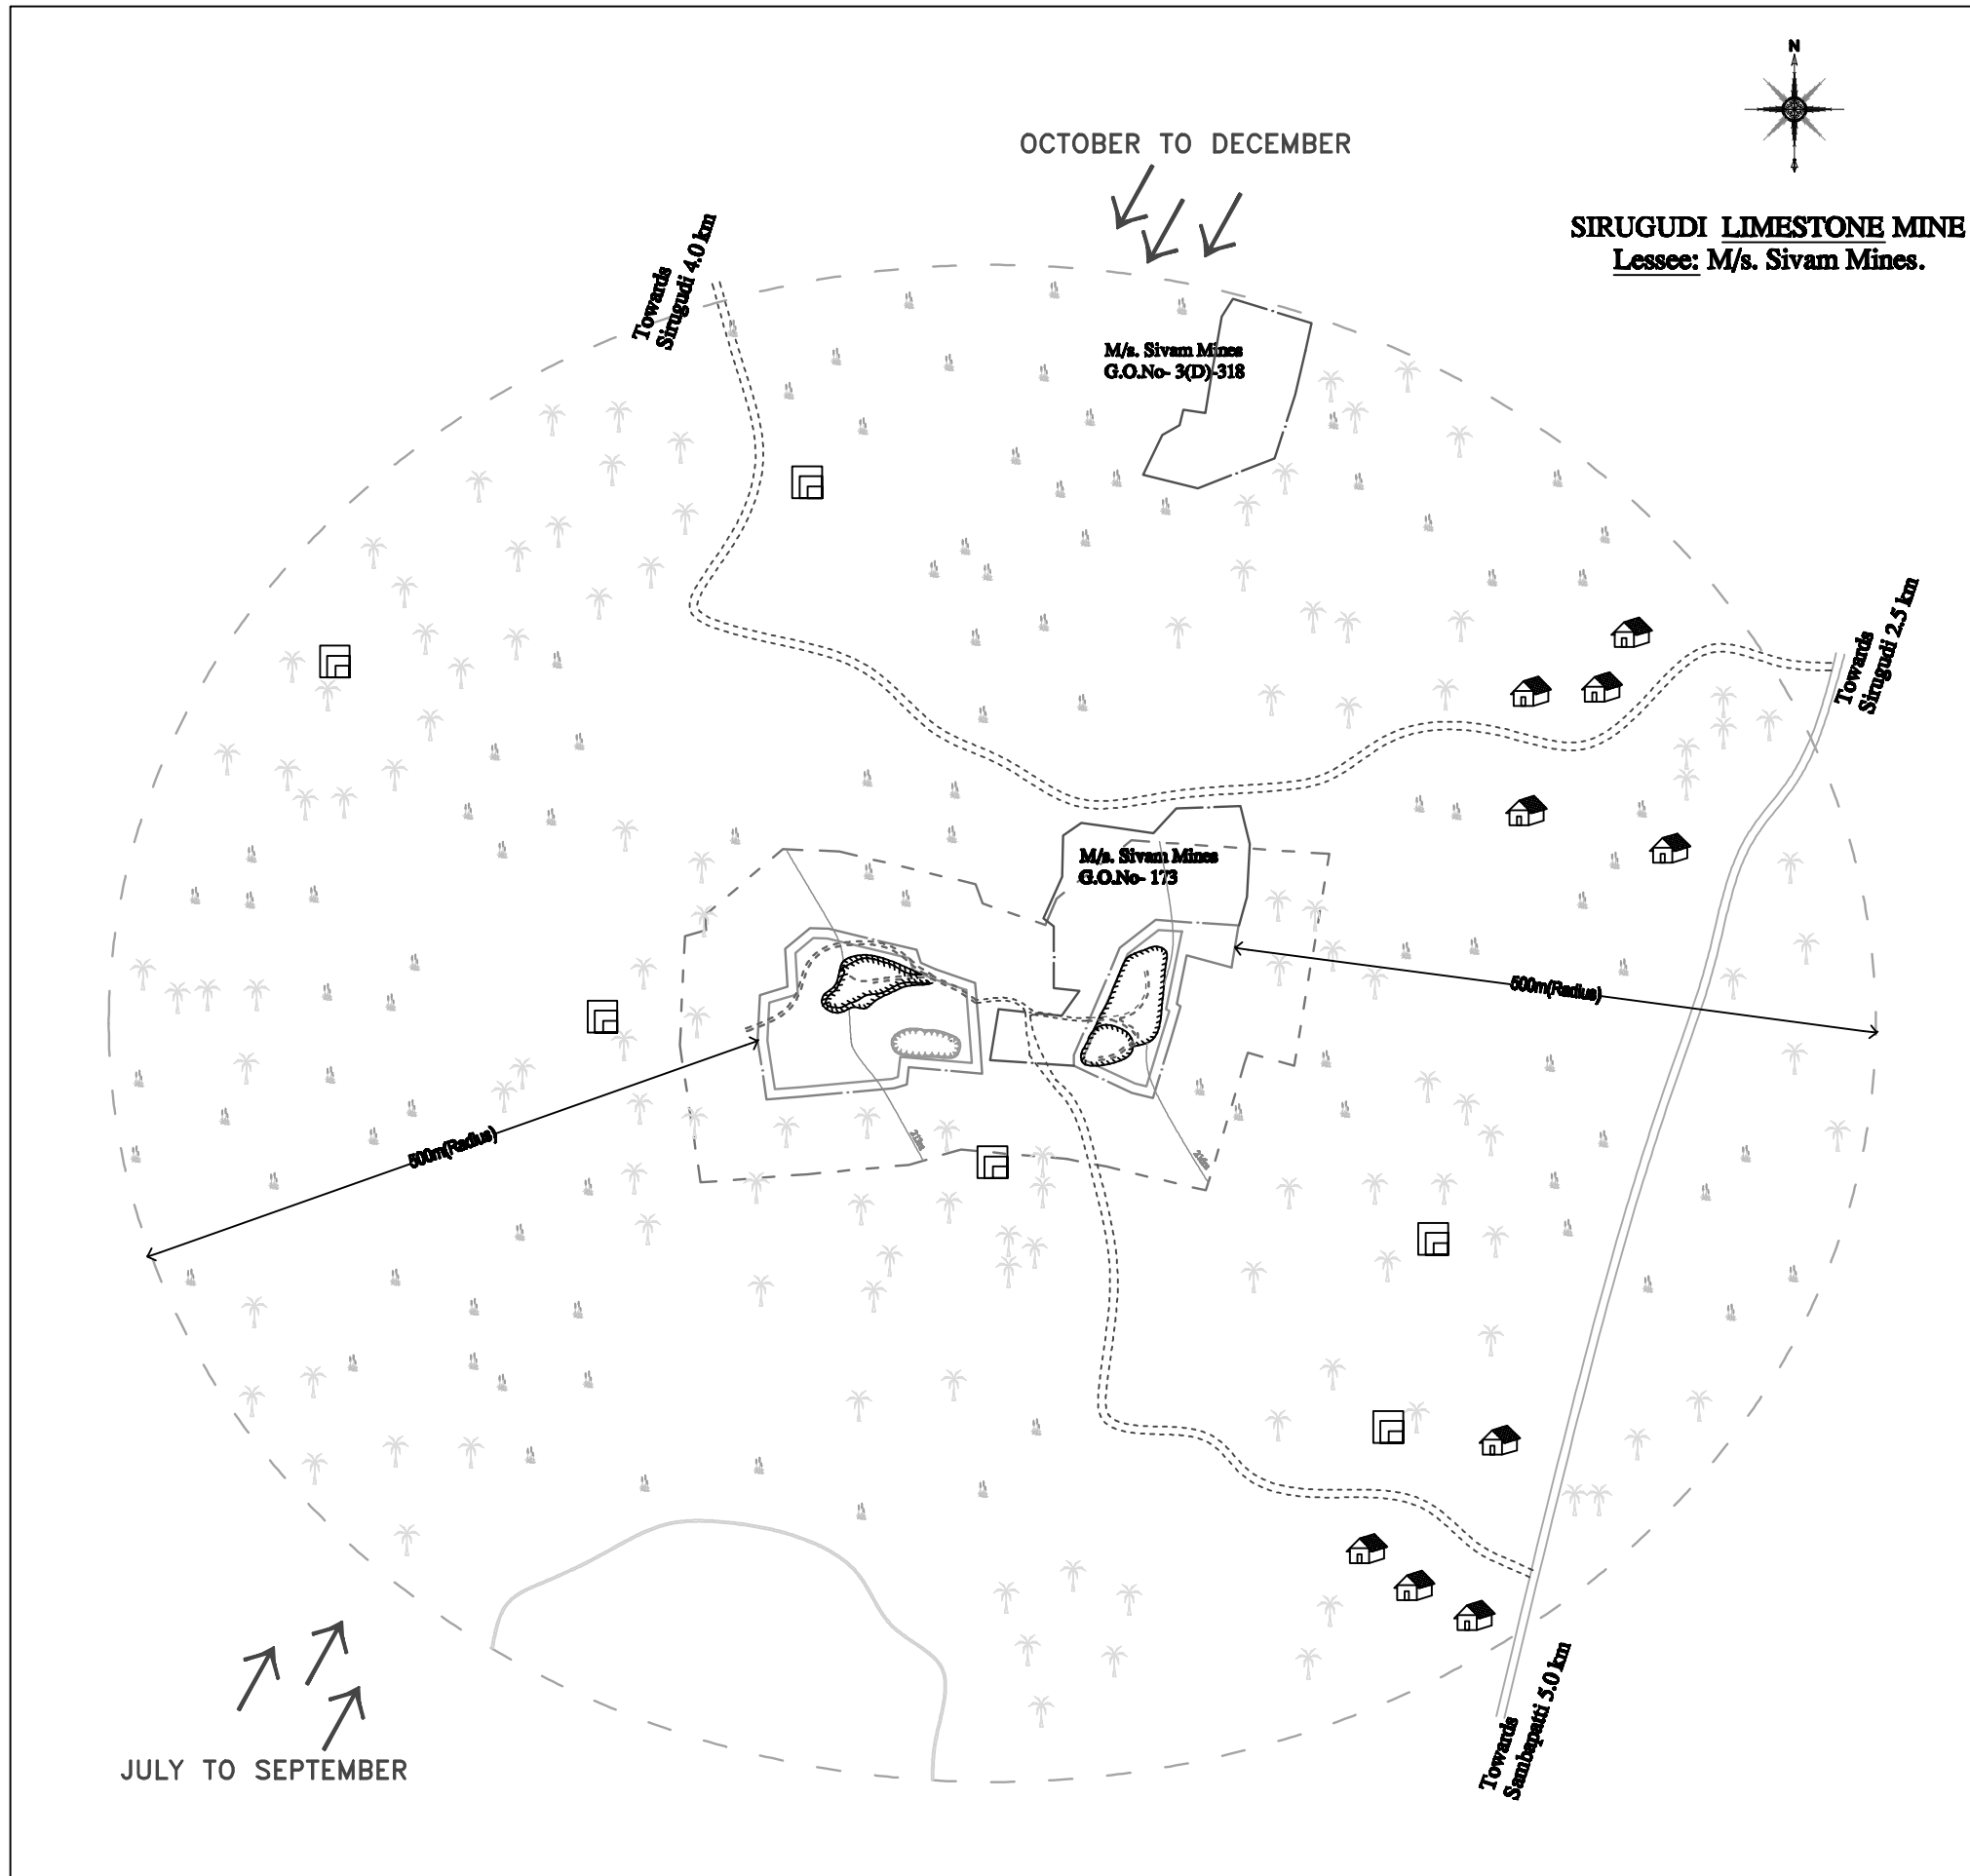 N
OCTOBER TO DECEMBER
SIRUGUDI LIMESTONE MINE
Lessee: M/s. Sivam Mines.
Towards
Sirugudi 4.0 km
M/s. Sivam Mines
G.O.No- 3(D)-318
Towards
Sirugudi 2.5 km
M/s. Sivam Mines
G.O.No- 173
500m(Radius)
500m(Radius)
JULY TO SEPTEMBER
Towards
Sambapatti 5.0 km